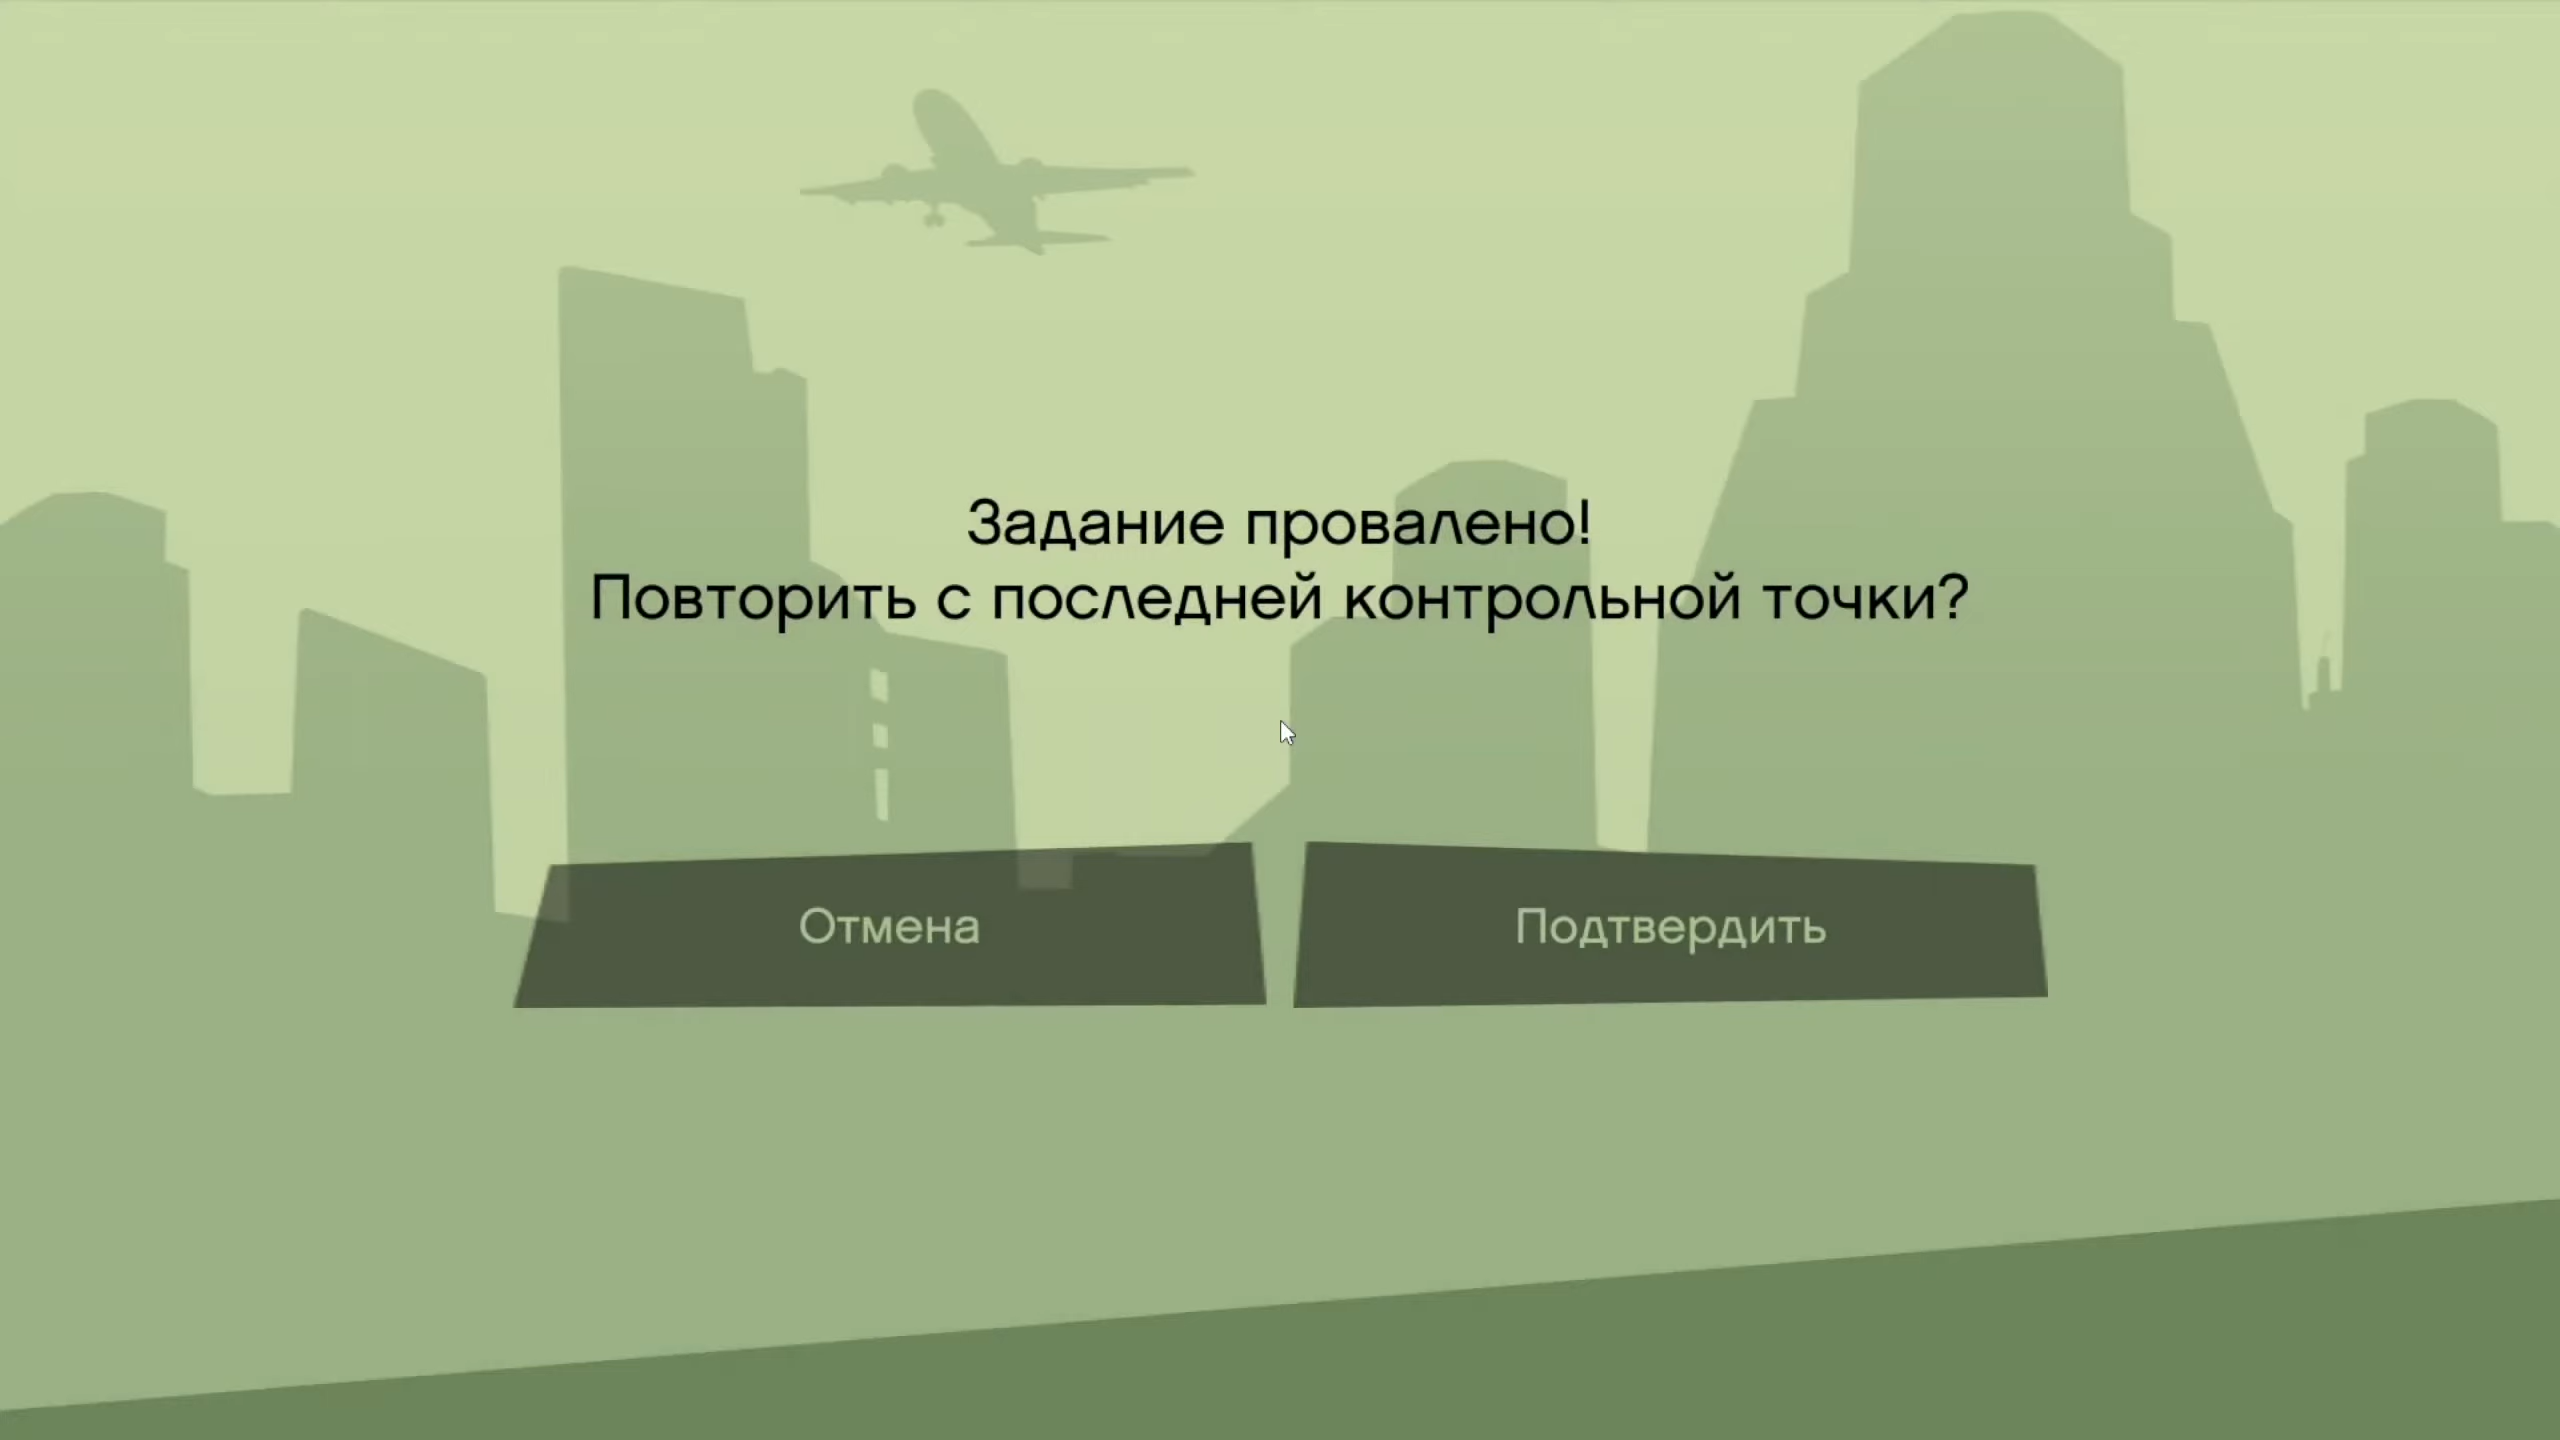 Задание провалено!
Повторить с последней контрольной точки?
Отмена
Подтвердить